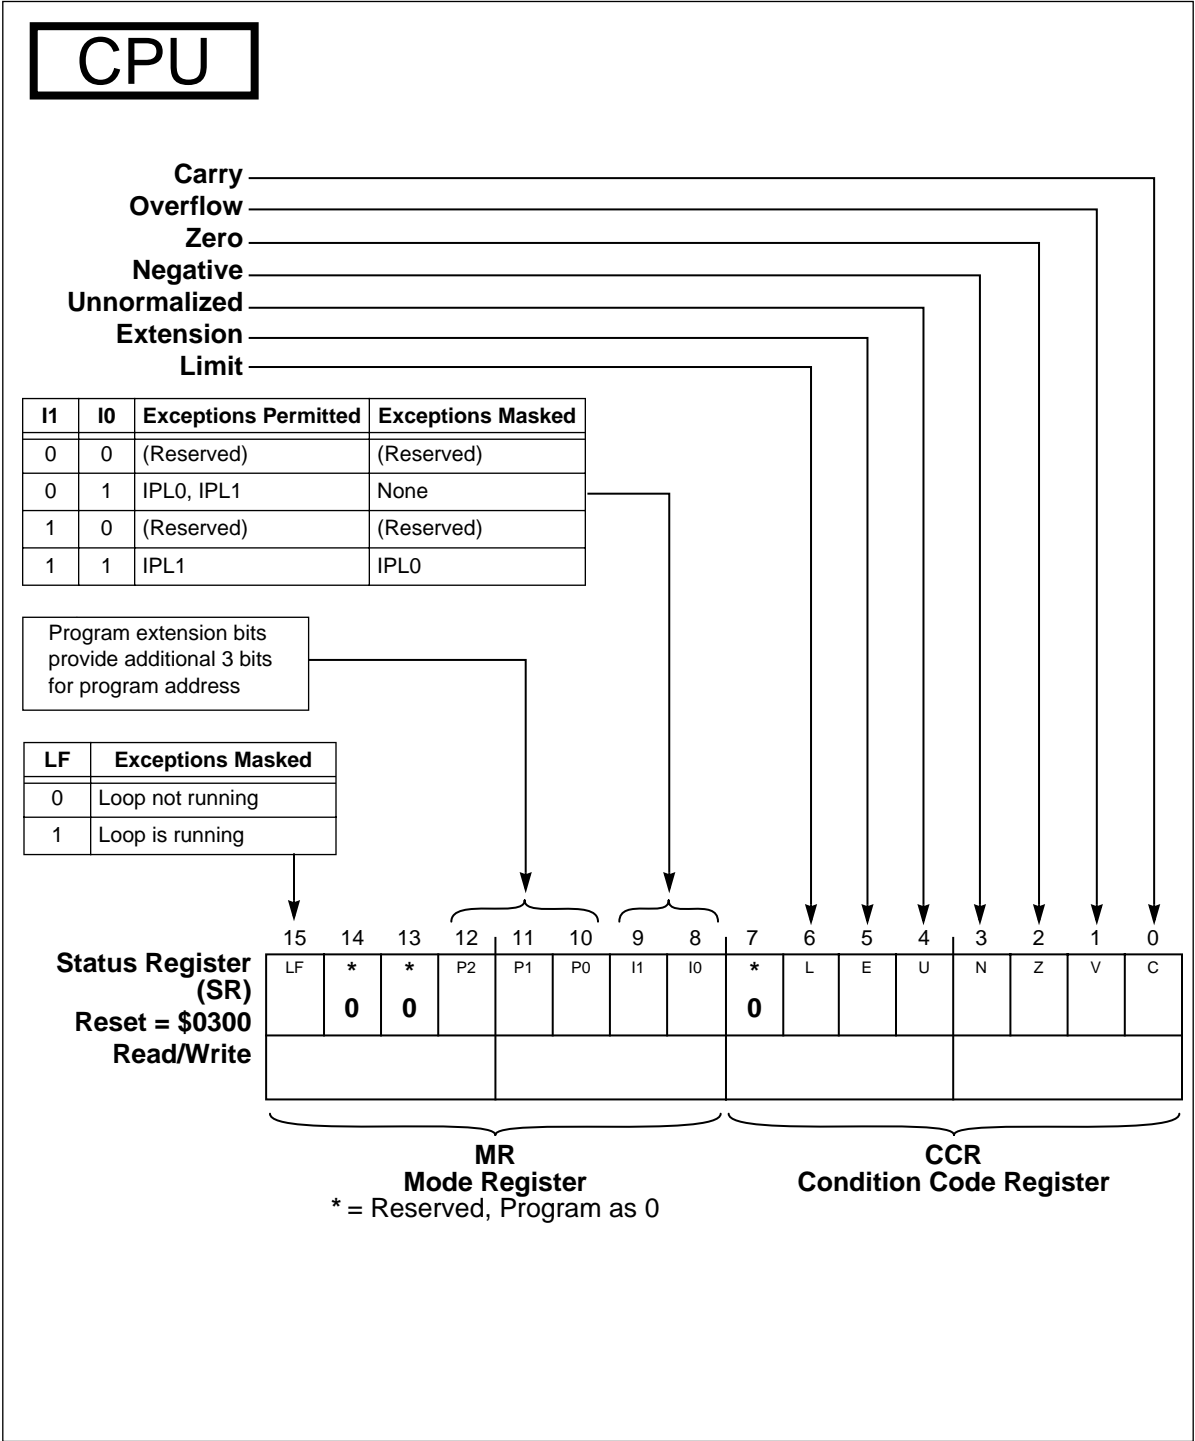 CPU
Carry
Overflow
Zero
Negative
Unnormalized
Extension
Limit
I1 I0 Exceptions Permitted Exceptions Masked
0 0 (Reserved) (Reserved)
0 1 IPL0, IPL1 None
1 0 (Reserved) (Reserved)
1 1 IPL1 IPL0
Program extension bits
provide additional 3 bits
for program address
LF Exceptions Masked
0 Loop not running
1 Loop is running
15 14 13 12 11 10 9 8 7 6 5 4 3 2 1 0
Status Register
(SR)
Reset = $0300
Read/Write
LF * * P2 P1 P0 I1 I0 * L E U N Z V C
0 0 0
MR
Mode Register
* = Reserved, Program as 0
CCR
Condition Code Register